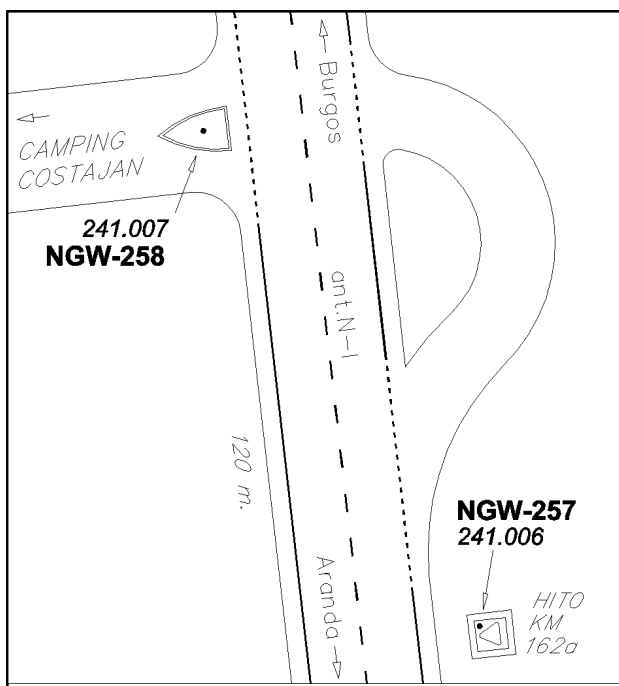 ← Burgos
CAMPING
COSTAJAN
241.007
NGW-258
ant.N-I
120 m.
NGW-257
241.006
HITO
KM
162a
Aranda →